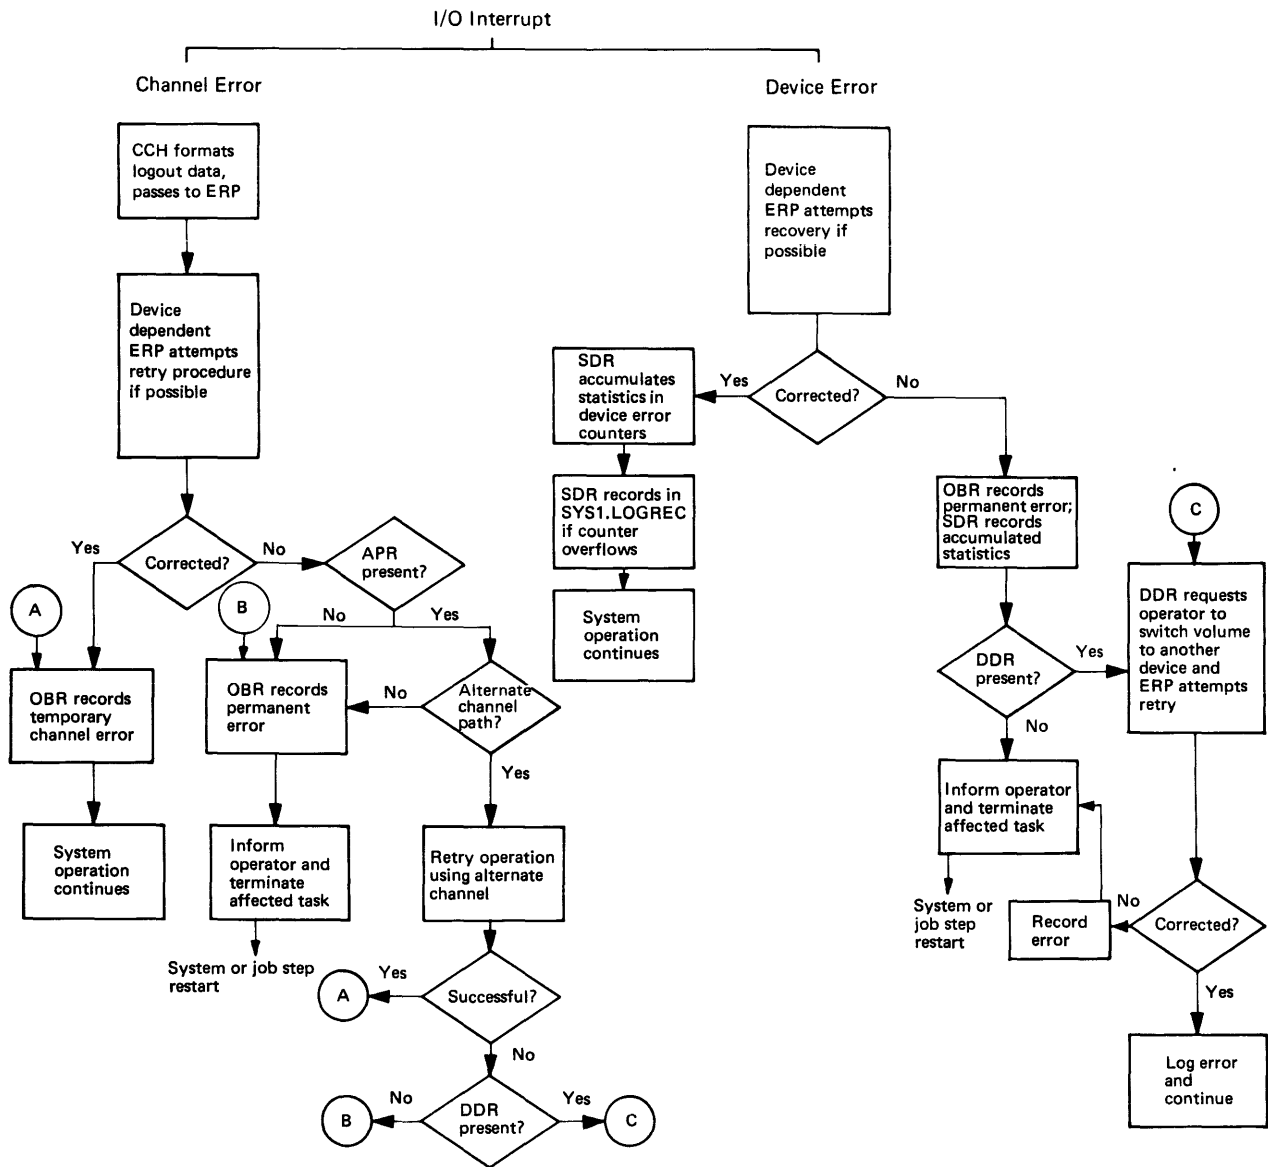 I/O Interrupt
Channel Error
Device Error
CCH formats
logout data,
passes to ERP
Device
dependent
ERP attempts
recovery if
possible
Device
dependent
ERP attempts
retry procedure
if possible
SDR
accumulates
statistics in
device error
counters
Yes
Corrected?
No
SDR records in
SYS1.LOGREC
if counter
overflows
OBR records
permanent error;
SDR records
accumulated
statistics
C
Yes
Corrected?
No
APR
present?
A
B
No
Yes
System
operation
continues
DDR requests
operator to
switch volume
to another
device and
ERP attempts
retry
DDR
present?
Yes
No
OBR records
temporary
channel error
OBR records
permanent
error
No
Alternate
channel
path?
Yes
Inform operator
and terminate
affected task
System
operation
continues
Inform
operator and
terminate
affected task
Retry operation
using alternate
channel
System or
job step
restart
Record
error
No
Corrected?
Yes
System or job step
restart
A
Yes
Successful?
No
Log error
and
continue
B
No
DDR
present?
Yes
C